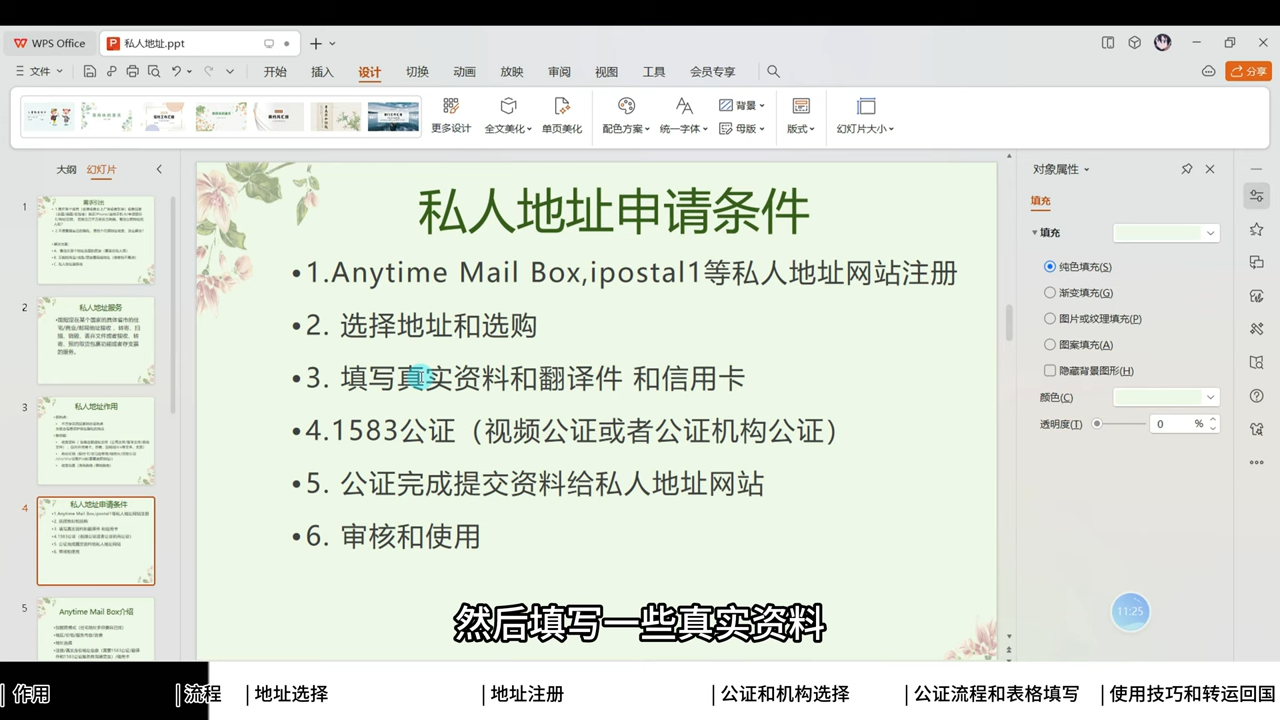 WPS Office
私人地址.ppt
文件
开始
插入
设计
切换
动画
放映
审阅
视图
工具
会员专享
分享
更多设计
全文美化
单页美化
配色方案
统一字体
背景
母版
版式
幻灯片大小
大纲
幻灯片
1
2
私人地址服务
3
私人地址作用
4
私人地址申请条件
5
Anytime Mail Box介绍
私人地址申请条件
•1.Anytime Mail Box,ipostal1等私人地址网站注册
•2. 选择地址和选购
•3. 填写真实资料和翻译件 和信用卡
•4.1583公证（视频公证或者公证机构公证）
•5. 公证完成提交资料给私人地址网站
•6. 审核和使用
对象属性
填充
填充
纯色填充(S)
渐变填充(G)
图片或纹理填充(P)
图案填充(A)
隐藏背景图形(H)
颜色(C)
透明度(T)
0 %
11:25
然后填写一些真实资料
| 作用 | 流程 | 地址选择 | 地址注册 | 公证和机构选择 | 公证流程和表格填写 | 使用技巧和转运回国